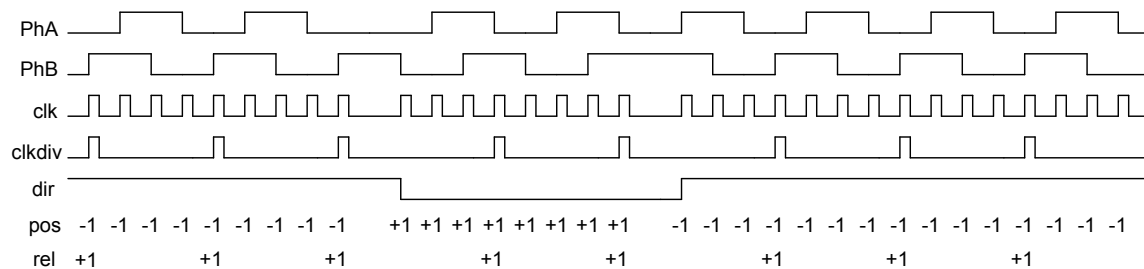 PhA
PhB
clk
clkdiv
dir
pos -1 -1 -1 -1 -1 -1 -1 -1 -1 +1 +1 +1 +1 +1 +1 +1 +1 -1 -1 -1 -1 -1 -1 -1 -1 -1 -1 -1 -1 -1 -1 -1
rel +1 +1 +1 +1 +1 +1 +1 +1